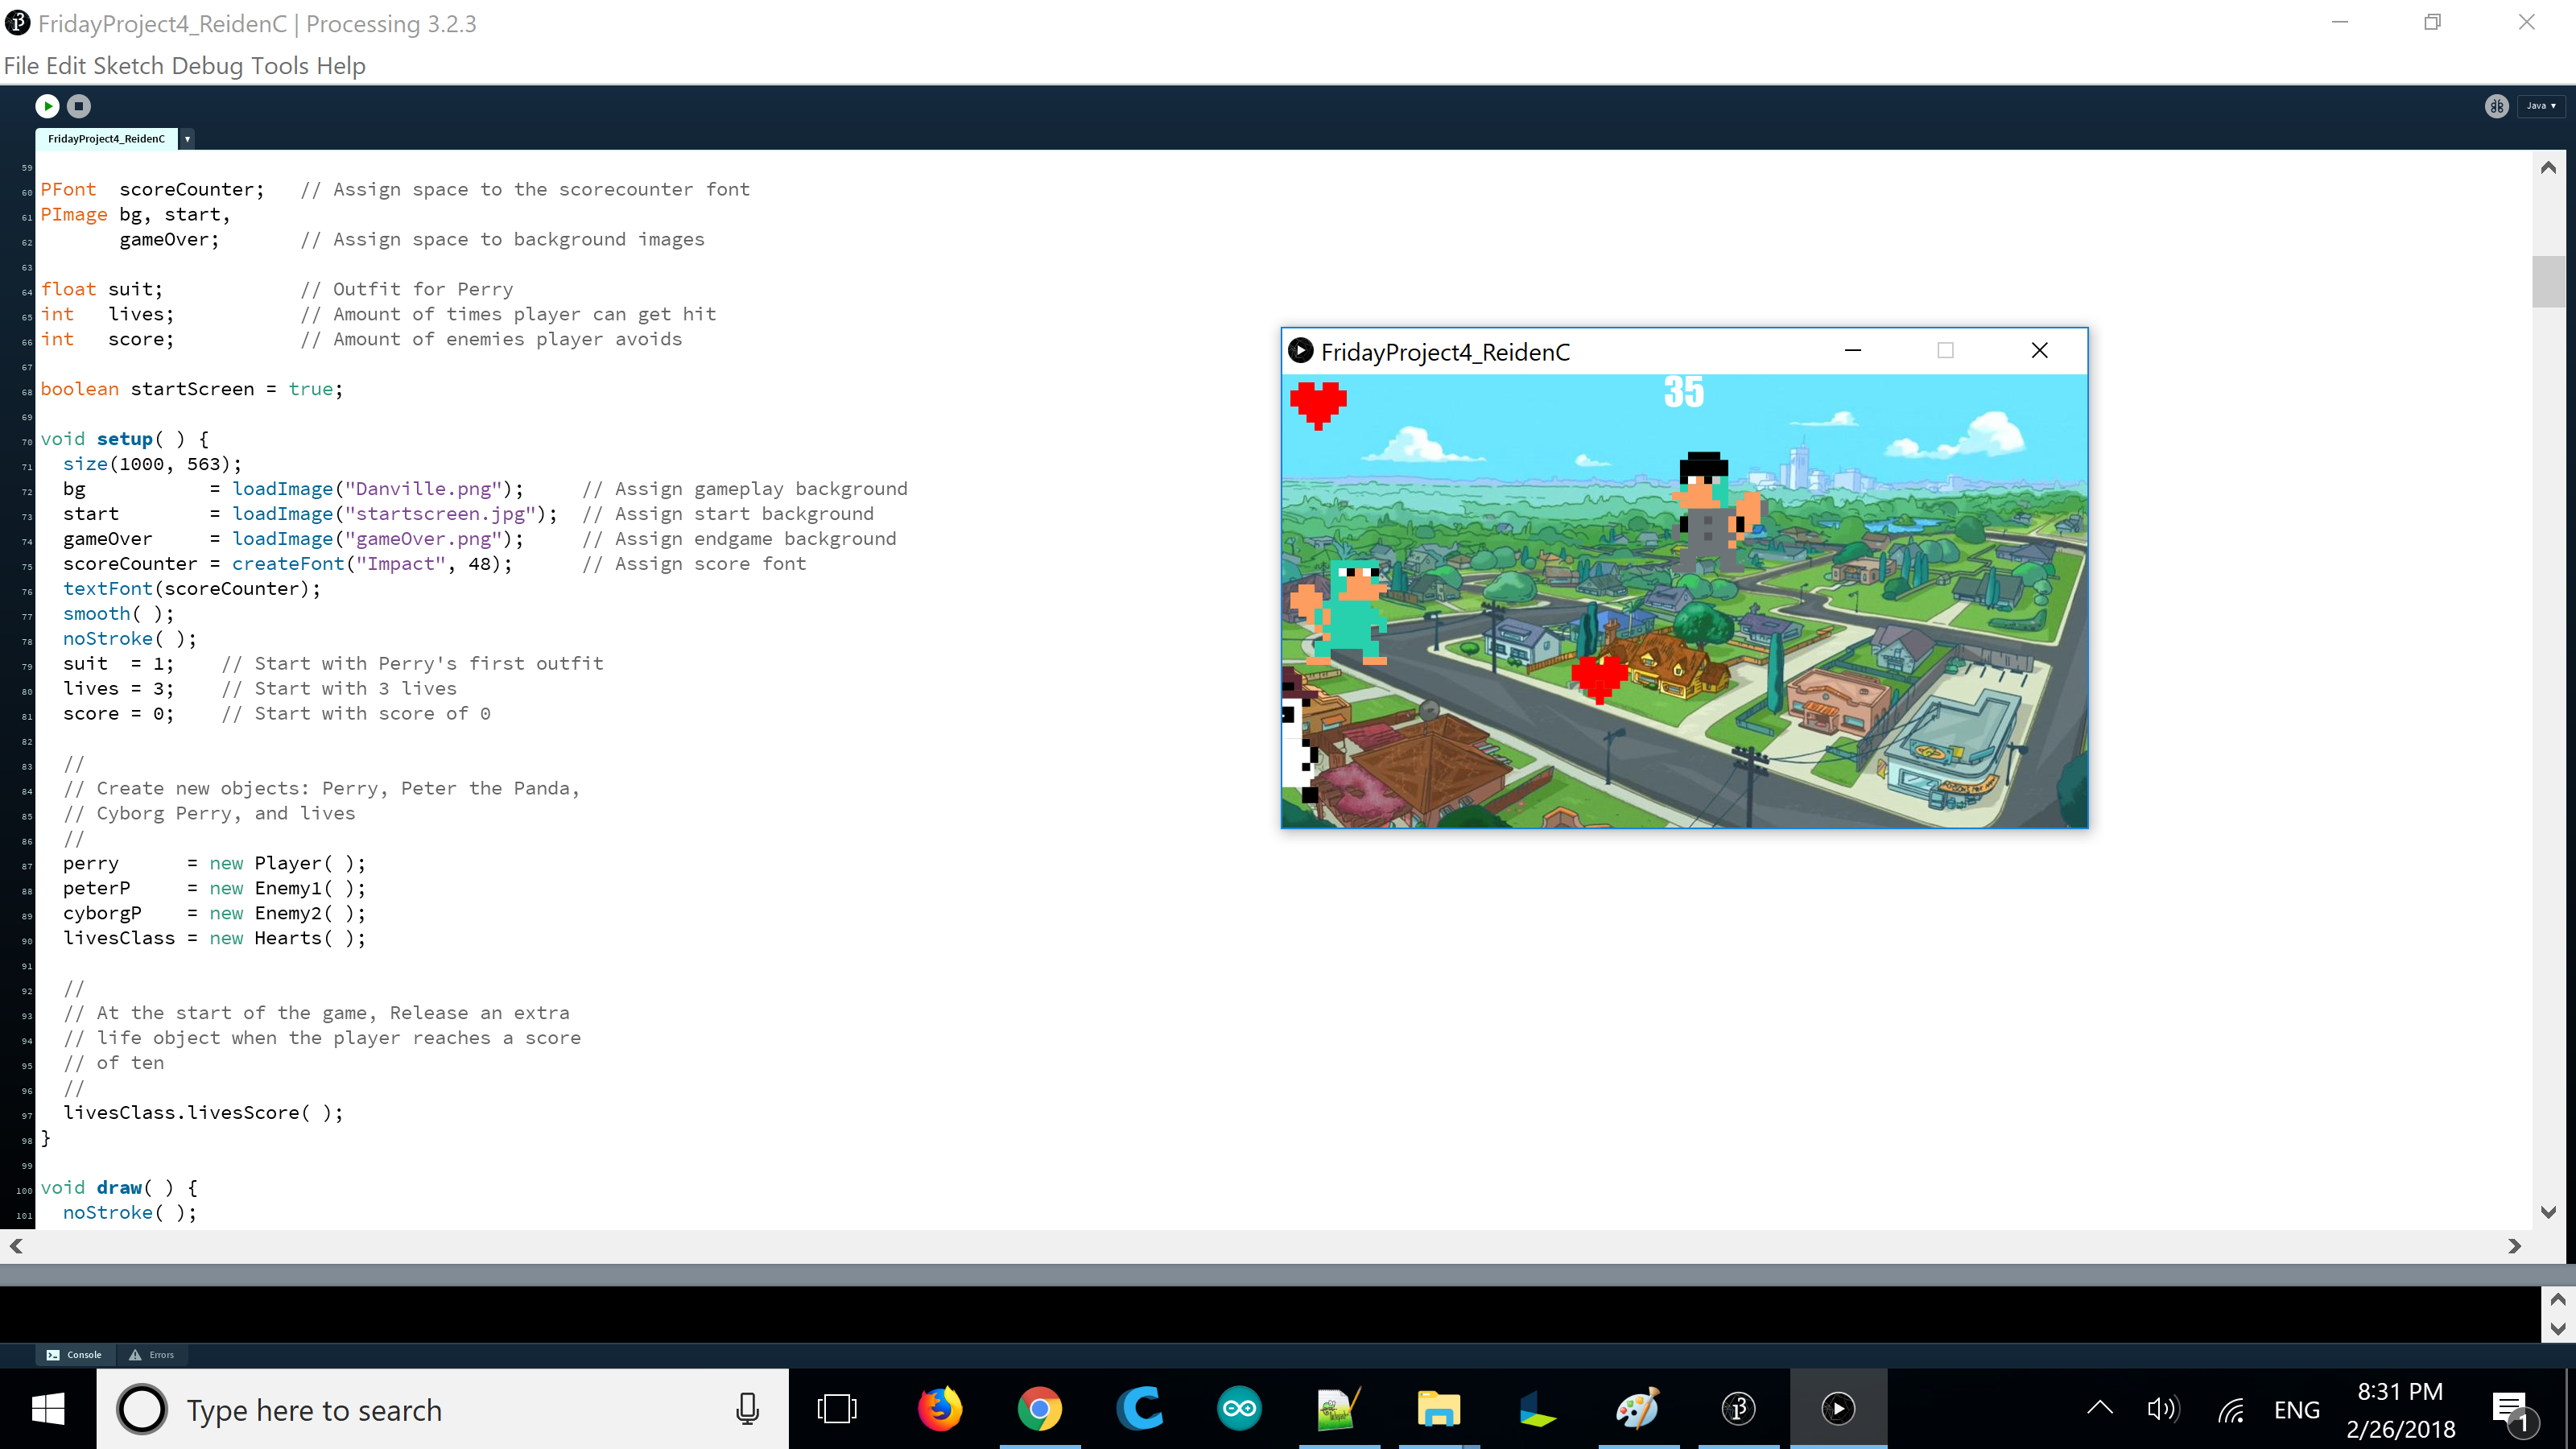 FridayProject4_ReidenC | Processing 3.2.3
File Edit Sketch Debug Tools Help
Java ▾
FridayProject4_ReidenC ▾
59
60 PFont  scoreCounter;   // Assign space to the scorecounter font
61 PImage bg, start,
62        gameOver;       // Assign space to background images
63
64 float suit;            // Outfit for Perry
65 int   lives;           // Amount of times player can get hit
66 int   score;           // Amount of enemies player avoids
67
68 boolean startScreen = true;
69
70 void setup( ) {
71   size(1000, 563);
72   bg           = loadImage("Danville.png");     // Assign gameplay background
73   start        = loadImage("startscreen.jpg");  // Assign start background
74   gameOver     = loadImage("gameOver.png");     // Assign endgame background
75   scoreCounter = createFont("Impact", 48);      // Assign score font
76   textFont(scoreCounter);
77   smooth( );
78   noStroke( );
79   suit  = 1;    // Start with Perry's first outfit
80   lives = 3;    // Start with 3 lives
81   score = 0;    // Start with score of 0
82
83   //
84   // Create new objects: Perry, Peter the Panda,
85   // Cyborg Perry, and lives
86   //
87   perry      = new Player( );
88   peterP     = new Enemy1( );
89   cyborgP    = new Enemy2( );
90   livesClass = new Hearts( );
91
92   //
93   // At the start of the game, Release an extra
94   // life object when the player reaches a score
95   // of ten
96   //
97   livesClass.livesScore( );
98 }
99
100 void draw( ) {
101   noStroke( );
FridayProject4_ReidenC
35
Console
Errors
Type here to search
ENG
8:31 PM
2/26/2018
1